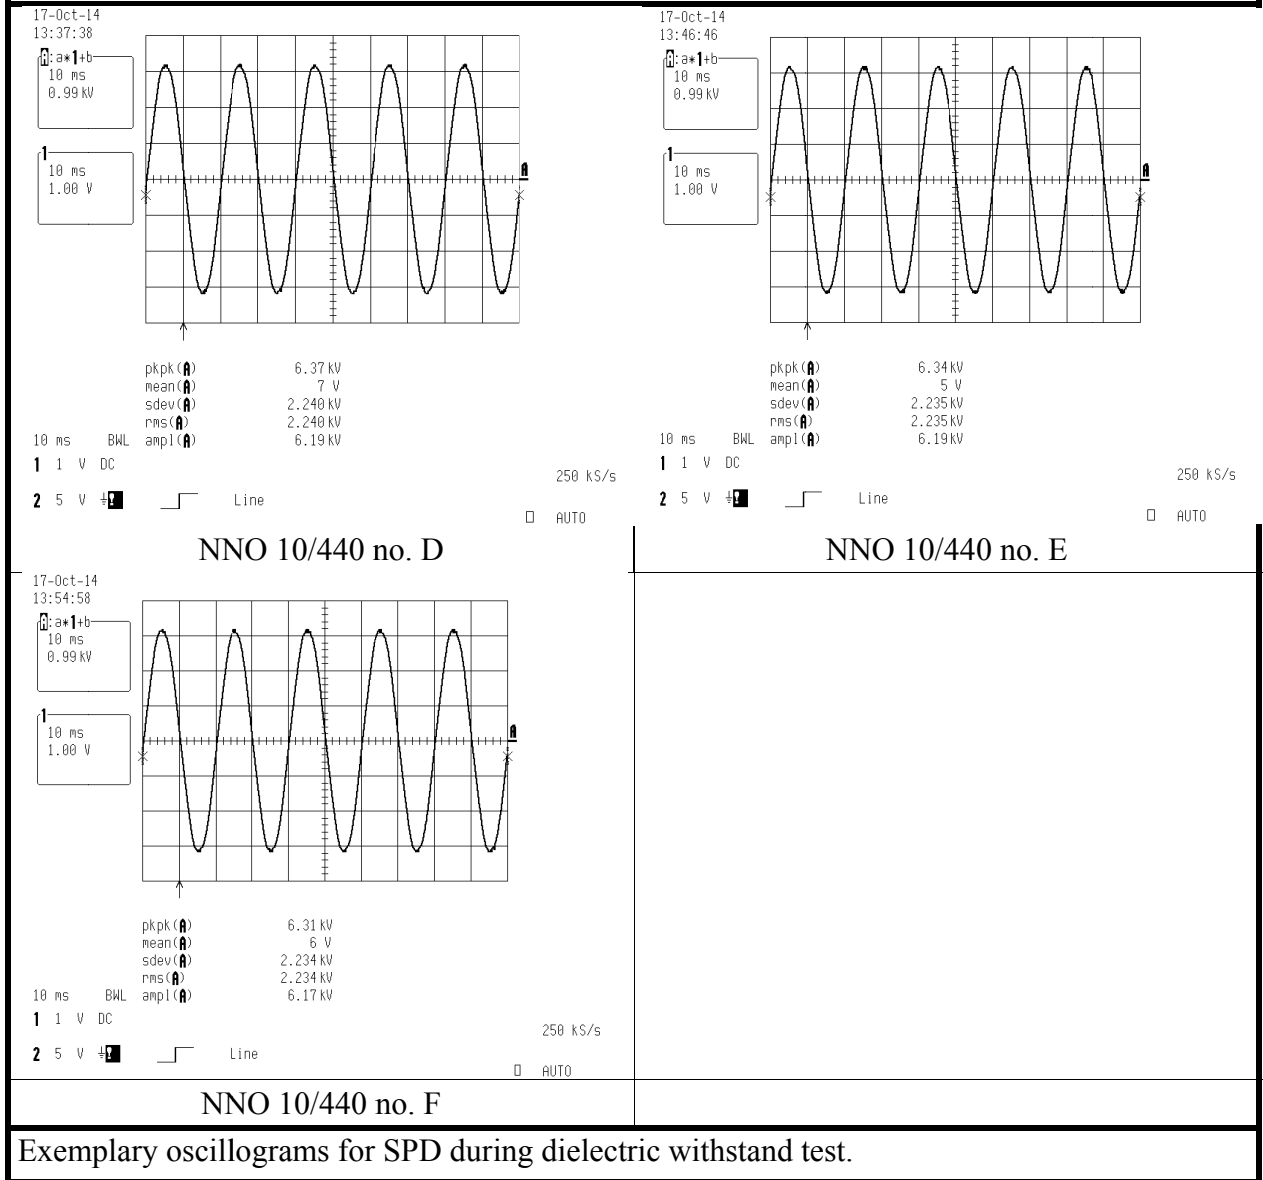 17-Oct-14
13:37:38
A:a*1+b
10 ms
0.99 kV
1
10 ms
1.00 V
A
pkpk(A) 6.37 kV
mean(A) 7 V
sdev(A) 2.240 kV
rms(A) 2.240 kV
10 ms BWL ampl(A) 6.19 kV
1 1 V DC
250 kS/s
2 5 V Line
AUTO
NNO 10/440 no. D
17-Oct-14
13:46:46
A:a*1+b
10 ms
0.99 kV
1
10 ms
1.00 V
A
pkpk(A) 6.34 kV
mean(A) 5 V
sdev(A) 2.235 kV
rms(A) 2.235 kV
10 ms BWL ampl(A) 6.19 kV
1 1 V DC
250 kS/s
2 5 V Line
AUTO
NNO 10/440 no. E
17-Oct-14
13:54:58
A:a*1+b
10 ms
0.99 kV
1
10 ms
1.00 V
A
pkpk(A) 6.31 kV
mean(A) 6 V
sdev(A) 2.234 kV
rms(A) 2.234 kV
10 ms BWL ampl(A) 6.17 kV
1 1 V DC
250 kS/s
2 5 V Line
AUTO
NNO 10/440 no. F
Exemplary oscillograms for SPD during dielectric withstand test.